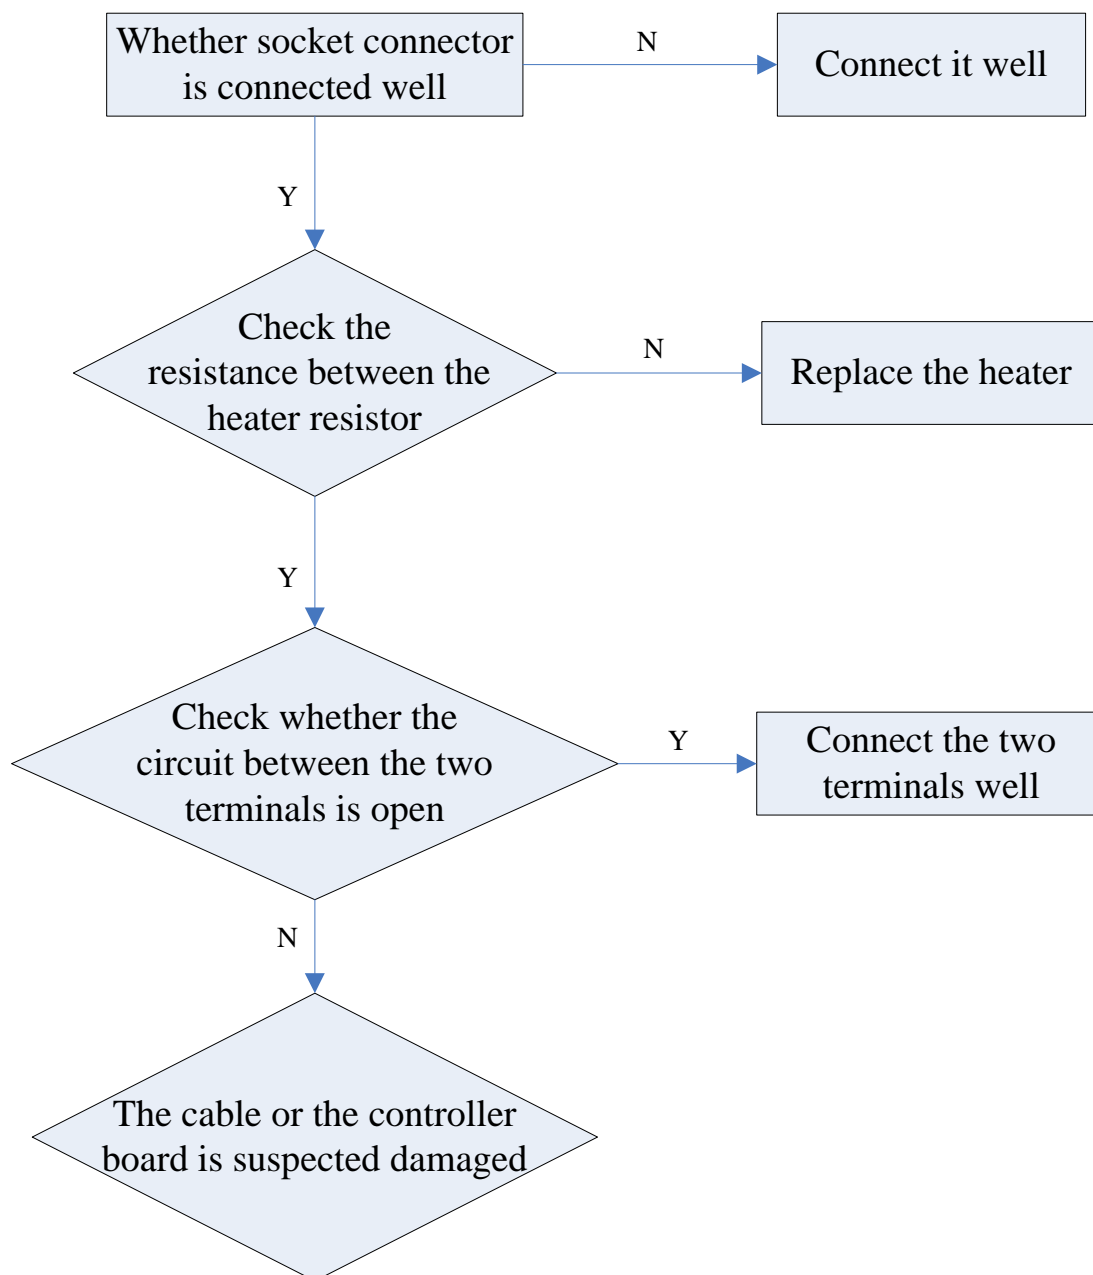 Whether socket connector
is connected well
N
Connect it well
Y
Check the
resistance between the
heater resistor
N
Replace the heater
Y
Check whether the
circuit between the two
terminals is open
Y
Connect the two
terminals well
N
The cable or the controller
board is suspected damaged